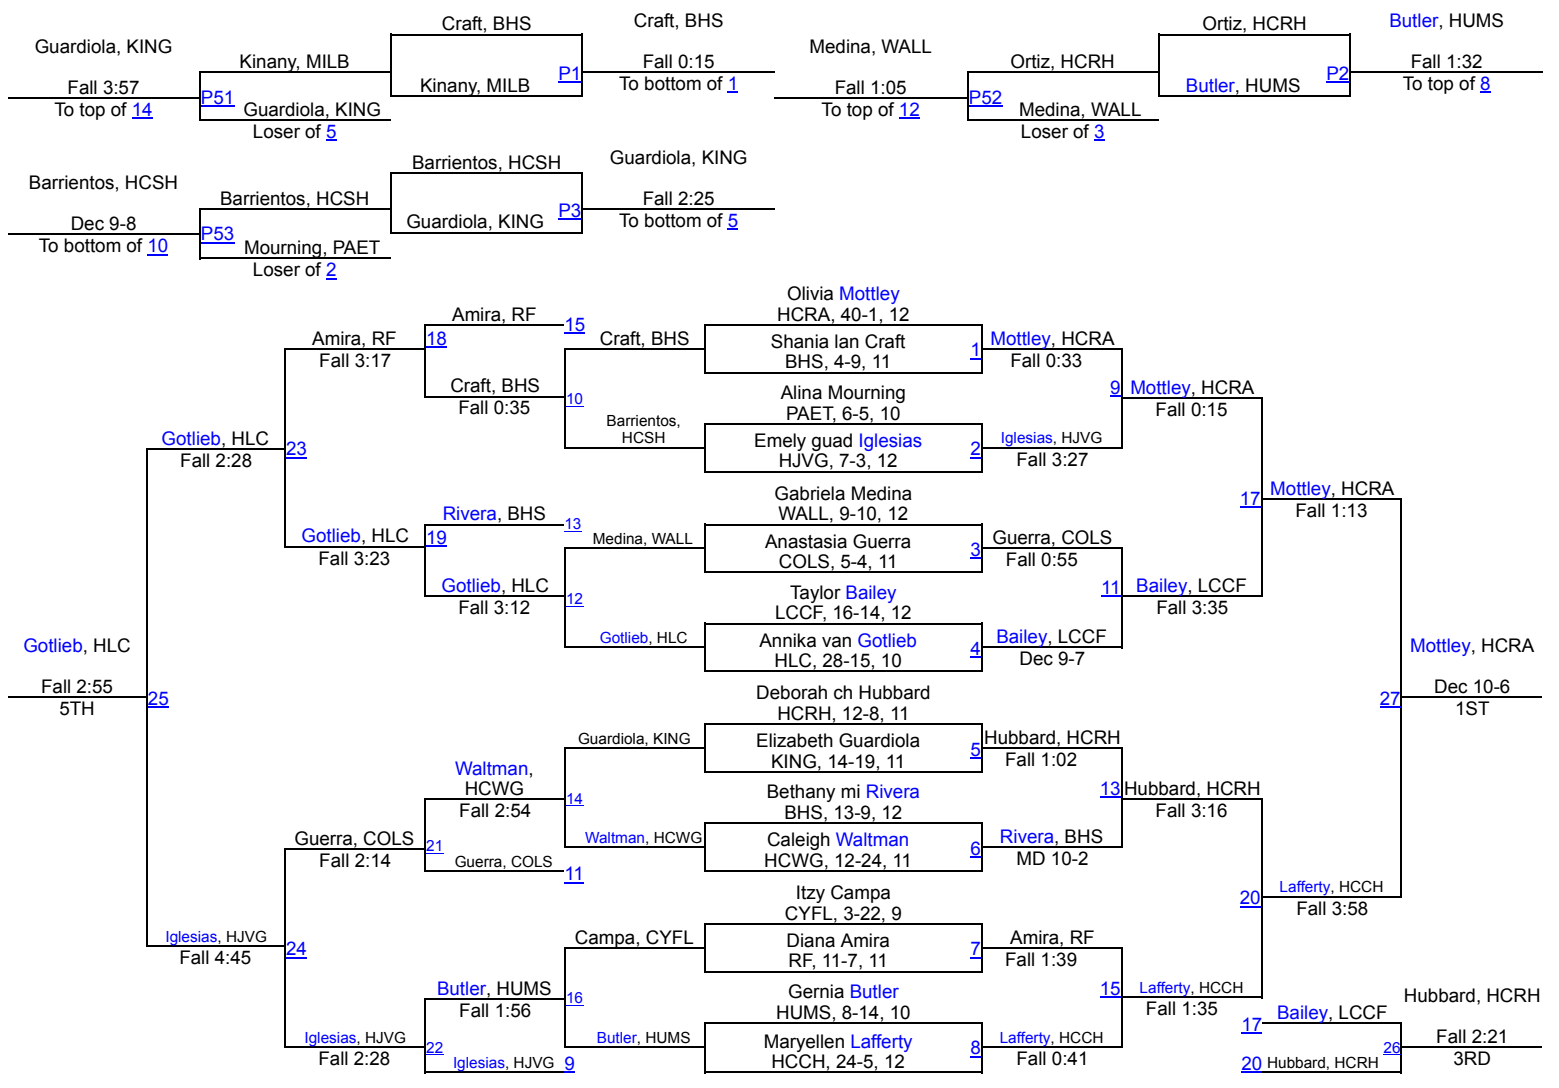 Craft, BHS
Craft, BHS
Ortiz, HCRH
Butler, HUMS
Guardiola, KING
Medina, WALL
Kinany, MILB
Fall 0:15
Ortiz, HCRH
Fall 1:32
P1
P2
Fall 3:57
Kinany, MILB
To bottom of 1
Fall 1:05
Butler, HUMS
To top of 8
P51
P52
To top of 14
Guardiola, KING
To top of 12
Medina, WALL
Loser of 5
Loser of 3
Barrientos, HCSH
Guardiola, KING
Barrientos, HCSH
Barrientos, HCSH
Fall 2:25
P3
Dec 9-8
Guardiola, KING
To bottom of 5
P53
To bottom of 10
Mourning, PAET
Loser of 2
Olivia Mottley
HCRA, 40-1, 12
Shania lan Craft
BHS, 4-9, 11
1
Mottley, HCRA
Fall 0:33
Alina Mourning
PAET, 6-5, 10
Emely guad Iglesias
HJVG, 7-3, 12
2
Iglesias, HJVG
Fall 3:27
9
Mottley, HCRA
Fall 0:15
Gabriela Medina
WALL, 9-10, 12
Anastasia Guerra
COLS, 5-4, 11
3
Guerra, COLS
Fall 0:55
Taylor Bailey
LCCF, 16-14, 12
Annika van Gotlieb
HLC, 28-15, 10
4
Bailey, LCCF
Dec 9-7
11
Bailey, LCCF
Fall 3:35
17
Mottley, HCRA
Fall 1:13
Deborah ch Hubbard
HCRH, 12-8, 11
Elizabeth Guardiola
KING, 14-19, 11
5
Hubbard, HCRH
Fall 1:02
Bethany mi Rivera
BHS, 13-9, 12
Caleigh Waltman
HCWG, 12-24, 11
6
Rivera, BHS
MD 10-2
13
Hubbard, HCRH
Fall 3:16
Itzy Campa
CYFL, 3-22, 9
Diana Amira
RF, 11-7, 11
7
Amira, RF
Fall 1:39
Gernia Butler
HUMS, 8-14, 10
Maryellen Lafferty
HCCH, 24-5, 12
8
Lafferty, HCCH
Fall 0:41
15
Lafferty, HCCH
Fall 1:35
20
Lafferty, HCCH
Fall 3:58
Mottley, HCRA
27
Dec 10-6
1ST
17
Bailey, LCCF
20
Hubbard, HCRH
26
Hubbard, HCRH
Fall 2:21
3RD
Amira, RF
15
Craft, BHS
Barrientos,
HCSH
10
Craft, BHS
Fall 0:35
18
Amira, RF
Fall 3:17
Rivera, BHS
13
Medina, WALL
Gotlieb, HLC
12
Gotlieb, HLC
Fall 3:12
19
Gotlieb, HLC
Fall 3:23
23
Gotlieb, HLC
Fall 2:28
Guardiola, KING
Waltman, HCWG
14
Waltman,
HCWG
Fall 2:54
Guerra, COLS
11
21
Guerra, COLS
Fall 2:14
Campa, CYFL
Butler, HUMS
16
Butler, HUMS
Fall 1:56
Iglesias, HJVG
9
22
Iglesias, HJVG
Fall 2:28
24
Iglesias, HJVG
Fall 4:45
Gotlieb, HLC
25
Fall 2:55
5TH